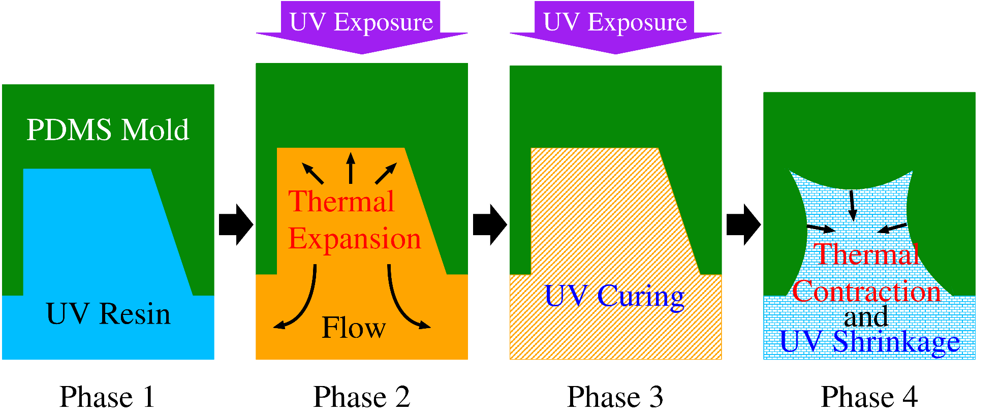 UV Exposure
UV Exposure
PDMS Mold
UV Resin
Thermal
Expansion
Flow
UV Curing
Thermal
Contraction
and
UV Shrinkage
Phase 1
Phase 2
Phase 3
Phase 4